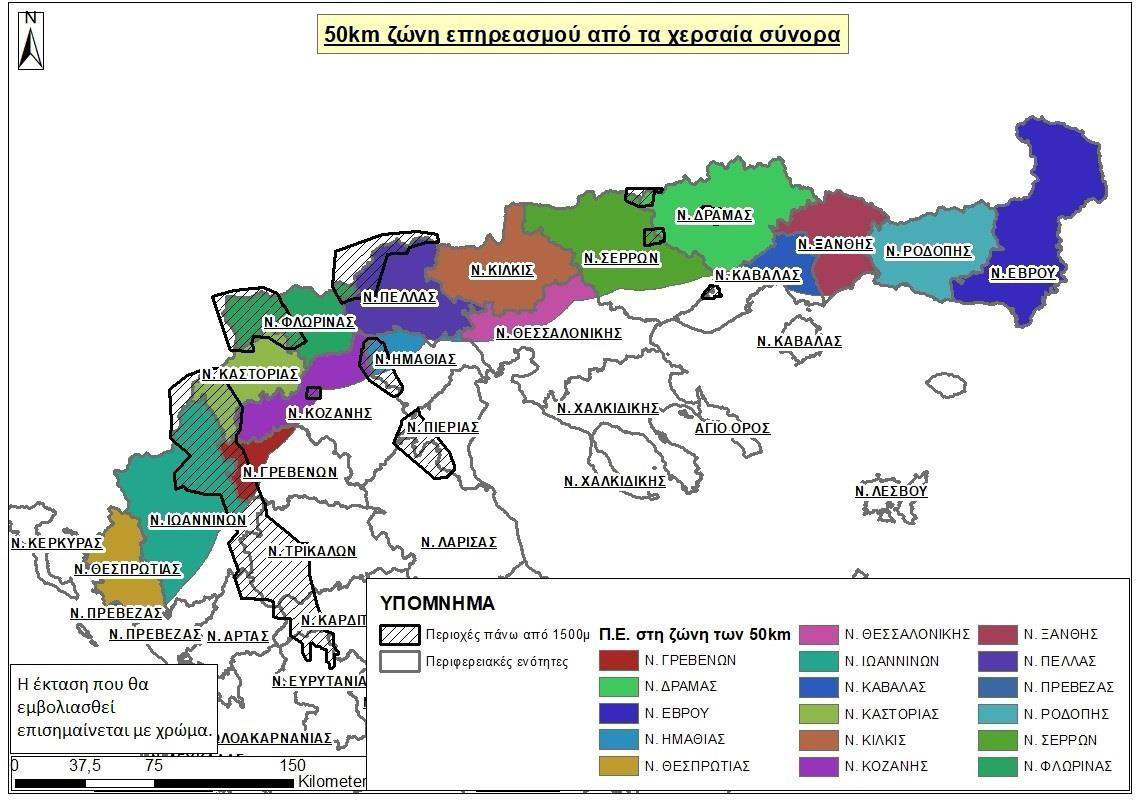 N
50km ζώνη επηρεασμού από τα χερσαία σύνορα
Ν. ΔΡΑΜΑΣ
Ν. ΞΑΝΘΗΣ
Ν. ΡΟΔΟΠΗΣ
Ν. ΣΕΡΡΩΝ
Ν. ΚΙΛΚΙΣ
Ν. ΚΑΒΑΛΑΣ
Ν. ΕΒΡΟΥ
Ν. ΠΕΛΛΑΣ
Ν. ΦΛΩΡΙΝΑΣ
Ν. ΘΕΣΣΑΛΟΝΙΚΗΣ
Ν. ΚΑΒΑΛΑΣ
Ν. ΗΜΑΘΙΑΣ
Ν. ΚΑΣΤΟΡΙΑΣ
Ν. ΚΟΖΑΝΗΣ
Ν. ΧΑΛΚΙΔΙΚΗΣ
Ν. ΠΙΕΡΙΑΣ
ΑΓΙΟ ΟΡΟΣ
Ν. ΓΡΕΒΕΝΩΝ
Ν. ΧΑΛΚΙΔΙΚΗΣ
Ν. ΛΕΣΒΟΥ
Ν. ΙΩΑΝΝΙΝΩΝ
Ν. ΚΕΡΚΥΡΑΣ
Ν. ΛΑΡΙΣΑΣ
Ν. ΤΡΙΚΑΛΩΝ
Ν. ΘΕΣΠΡΩΤΙΑΣ
Ν. ΠΡΕΒΕΖΑΣ
Ν. ΚΑΡΔΙΤ
Ν. ΠΡΕΒΕΖΑΣ
Ν. ΑΡΤΑΣ
Ν. ΕΥΡΥΤΑΝΙΑ
ΛΟΑΚΑΡΝΑΝΙΑΣ
Η έκταση που θα
εμβολιασθεί
επισημαίνεται με χρώμα.
0 37,5 75 150
Kilometer
ΥΠΟΜΝΗΜΑ
Περιοχές πάνω από 1500μ
Περιφερειακές ενότητες
Π.Ε. στη ζώνη των 50km
Ν. ΓΡΕΒΕΝΩΝ
Ν. ΔΡΑΜΑΣ
Ν. ΕΒΡΟΥ
Ν. ΗΜΑΘΙΑΣ
Ν. ΘΕΣΠΡΩΤΙΑΣ
Ν. ΘΕΣΣΑΛΟΝΙΚΗΣ
Ν. ΙΩΑΝΝΙΝΩΝ
Ν. ΚΑΒΑΛΑΣ
Ν. ΚΑΣΤΟΡΙΑΣ
Ν. ΚΙΛΚΙΣ
Ν. ΚΟΖΑΝΗΣ
Ν. ΞΑΝΘΗΣ
Ν. ΠΕΛΛΑΣ
Ν. ΠΡΕΒΕΖΑΣ
Ν. ΡΟΔΟΠΗΣ
Ν. ΣΕΡΡΩΝ
Ν. ΦΛΩΡΙΝΑΣ